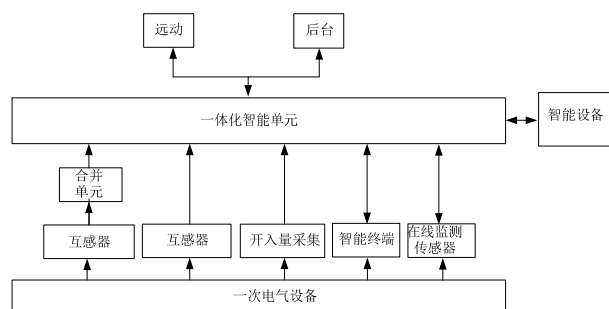 远动
后台
一体化智能单元
智能设备
合并
单元
互感器
互感器
开入量采集
智能终端
在线监测
传感器
一次电气设备